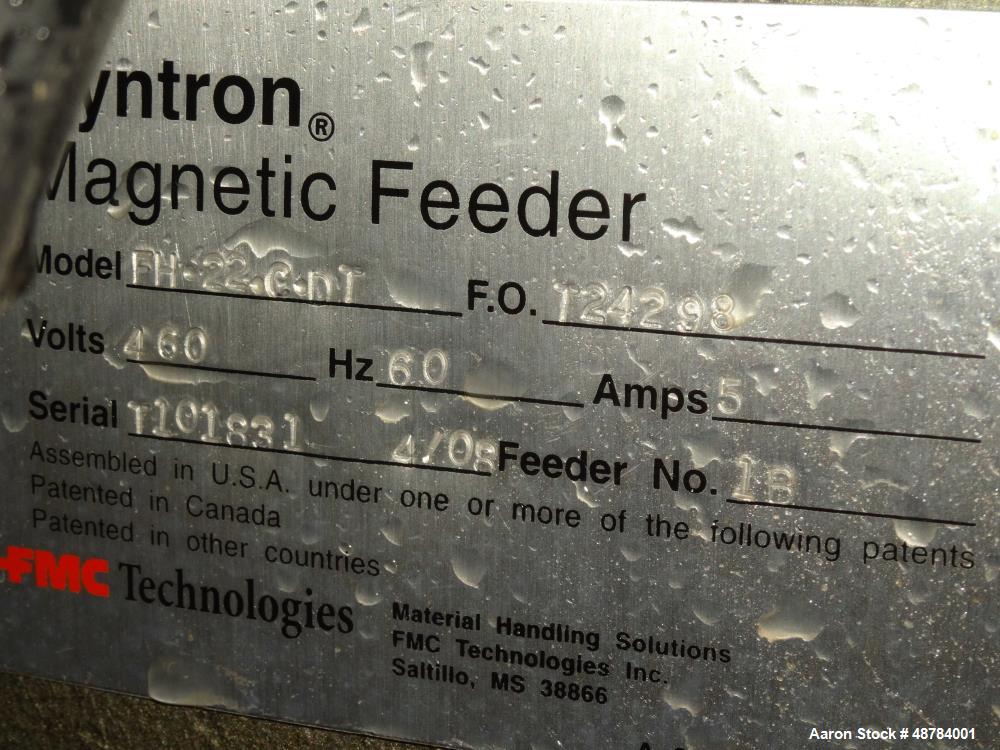 yntron®
Magnetic Feeder
Model FH-22-C-DT F.O. T24298
Volts 460 Hz 60 Amps 5
Serial T101831 4/08 Feeder No. 1B
Assembled in U.S.A. under one or more of the following patents
Patented in Canada
Patented in other countries
FMC Technologies
Material Handling Solutions
FMC Technologies Inc.
Saltillo, MS 38866
Aaron Stock # 48784001